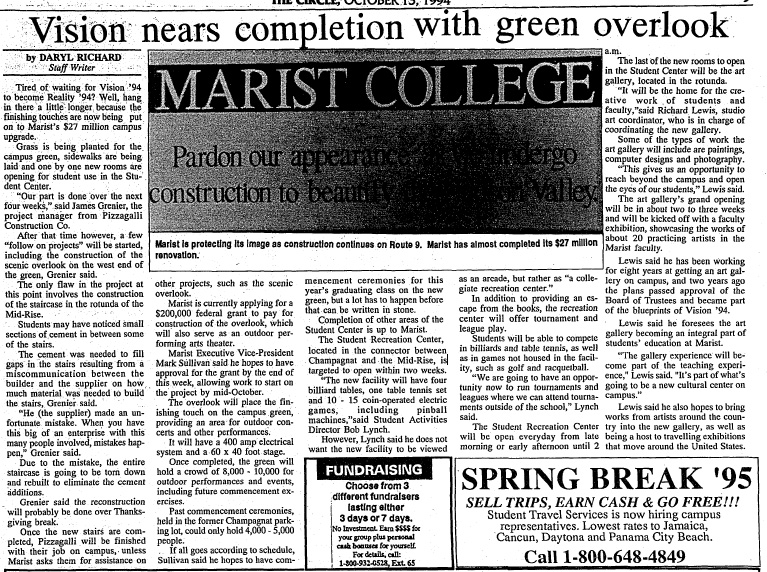 THE CIRCLE, OCTOBER 13, 1994
Vision nears completion with green overlook
by DARYL RICHARD
Staff Writer
Tired of waiting for Vision '94
to become Reality '94? Well, hang
in there a little longer because the
finishing touches are now being put
on to Marist's $27 million campus
upgrade.
Grass is being planted for the
campus green, sidewalks are being
laid and one by one new rooms are
opening for student use in the Stu-
dent Center.
"Our part is done over the next
four weeks," said James Grenier, the
project manager from Pizzagalli
Construction Co.
After that time however, a few
"follow on projects" will be started,
including the construction of the
scenic overlook on the west end of
the green, Grenier said.
The only flaw in the project at
this point involves the construction
of the staircase in the rotunda of the
Mid-Rise.
Students may have noticed small
sections of cement in between some
of the stairs.
The cement was needed to fill
gaps in the stairs resulting from a
miscommunication between the
builder and the supplier on how
much material was needed to build
the stairs, Grenier said.
"He (the supplier) made an un-
fortunate mistake. When you have
this big of an enterprise with this
many people involved, mistakes hap-
pen," Grenier said.
Due to the mistake, the entire
staircase is going to be torn down
and rebuilt to eliminate the cement
additions.
Grenier said the reconstruction
will probably be done over Thanks-
giving break.
Once the new stairs are com-
pleted, Pizzagalli will be finished
with their job on campus, unless
Marist asks them for assistance on
MARIST COLLEGE
Pardon our undergo
construction to Valley.
Marist is protecting its image as construction continues on Route 9. Marist has almost completed its $27 million
renovation.
other projects, such as the scenic
overlook.
Marist is currently applying for a
$200,000 federal grant to pay for
construction of the overlook, which
will also serve as an outdoor per-
forming arts theater.
Marist Executive Vice-President
Mark Sullivan said he hopes to have
approval for the grant by the end of
this week, allowing work to start on
the project by mid-October.
The overlook will place the fin-
ishing touch on the campus green,
providing an area for outdoor con-
certs and other performances.
It will have a 400 amp electrical
system and a 60 x 40 foot stage.
Once completed, the green will
hold a crowd of 8,000 - 10,000 for
outdoor performances and events,
including future commencement ex-
ercises.
Past commencement ceremonies,
held in the former Champagnat park-
ing lot, could only hold 4,000 - 5,000
people.
If all goes according to schedule,
Sullivan said he hopes to have com-
mencement ceremonies for this
year's graduating class on the new
green, but a lot has to happen before
that can be written in stone.
Completion of other areas of the
Student Center is up to Marist.
The Student Recreation Center,
located in the connector between
Champagnat and the Mid-Rise, is
targeted to open within two weeks.
"The new facility will have four
billiard tables, one table tennis set
and 10 - 15 coin-operated electric
games, including pinball
machines,"said Student Activities
Director Bob Lynch.
However, Lynch said he does not
want the new facility to be viewed
as an arcade, but rather as "a colle-
giate recreation center."
In addition to providing an es-
cape from the books, the recreation
center will offer tournament and
league play.
Students will be able to compete
in billiards and table tennis, as well
as in games not housed in the facil-
ity, such as golf and racquetball.
"We are going to have an oppor-
tunity now to run tournaments and
leagues where we can attend tourna-
ments outside of the school," Lynch
said.
The Student Recreation Center
will be open everyday from late
morning or early afternoon until 2
a.m.
The last of the new rooms to open
in the Student Center will be the art
gallery, located in the rotunda.
"It will be the home for the cre-
ative work of students and
faculty,"said Richard Lewis, studio
art coordinator, who is in charge of
coordinating the new gallery.
Some of the types of work the
art gallery will include are paintings,
computer designs and photography.
"This gives us an opportunity to
reach beyond the campus and open
the eyes of our students," Lewis said.
The art gallery's grand opening
will be in about two to three weeks
and will be kicked off with a faculty
exhibition, showcasing the works of
about 20 practicing artists in the
Marist faculty.
Lewis said he has been working
for eight years at getting an art gal-
lery on campus, and two years ago
the plans passed approval of the
Board of Trustees and became part
of the blueprints of Vision '94.
Lewis said he foresees the art
gallery becoming an integral part of
students' education at Marist.
"The gallery experience will be-
come part of the teaching experi-
ence," Lewis said. "It's part of what's
going to be a new cultural center on
campus."
Lewis said he also hopes to bring
works from artists around the coun-
try into the new gallery, as well as
being a host to travelling exhibitions
that move around the United States.
FUNDRAISING
Choose from 3
different fundraisers
lasting either
3 days or 7 days.
No Investment. Earn $$$$ for
your group plus personal
cash bonuses for yourself.
For details, call:
1-800-932-0528, Ext. 65
SPRING BREAK '95
SELL TRIPS, EARN CASH & GO FREE!!!
Student Travel Services is now hiring campus
representatives. Lowest rates to Jamaica,
Cancun, Daytona and Panama City Beach.
Call 1-800-648-4849